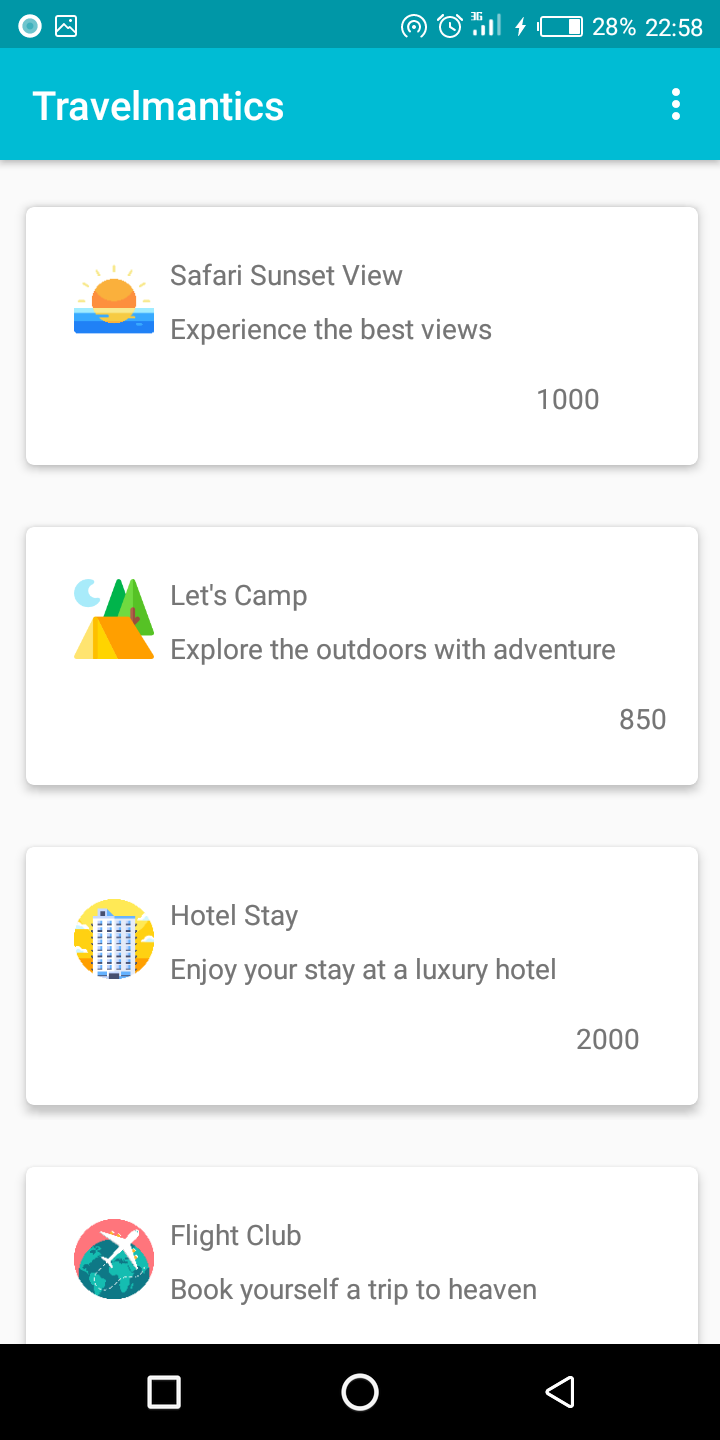 3G
28% 22:58
Travelmantics
Safari Sunset View
Experience the best views
1000
Let's Camp
Explore the outdoors with adventure
850
Hotel Stay
Enjoy your stay at a luxury hotel
2000
Flight Club
Book yourself a trip to heaven